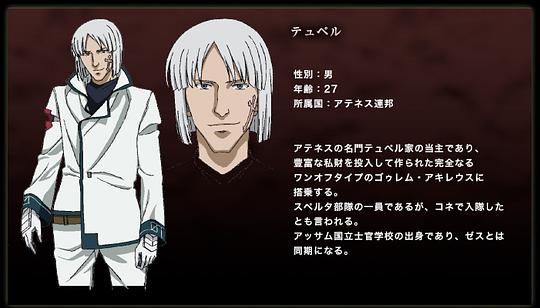 テュペル
性別：男
年齢：27
所属国：アテネス連邦
アテネスの名門テュペル家の当主であり、
豊富な私財を投入して作られた完全なる
ワンオフタイプのゴゥレム・アキレウスに
搭乗する。
スペルタ部隊の一員であるが、コネで入隊した
とも言われる。
アッサム国立士官学校の出身であり、ゼスとは
同期になる。